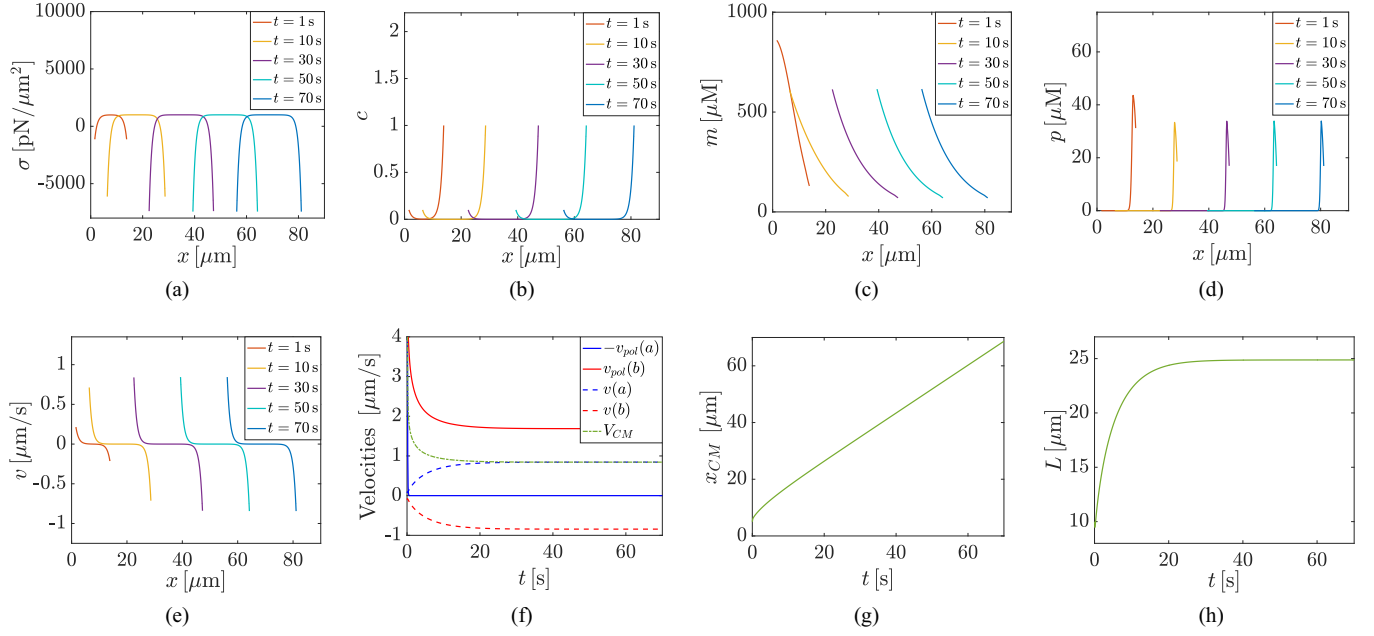 10000
5000
0
-5000
σ [pN/μm²]
0 20 40 60 80
x [μm]
t = 1 s
t = 10 s
t = 30 s
t = 50 s
t = 70 s
(a)
2
1.5
1
0.5
0
c
0 20 40 60 80
x [μm]
t = 1 s
t = 10 s
t = 30 s
t = 50 s
t = 70 s
(b)
1000
500
0
m [μM]
0 20 40 60 80
x [μm]
t = 1 s
t = 10 s
t = 30 s
t = 50 s
t = 70 s
(c)
60
40
20
0
p [μM]
0 20 40 60 80
x [μm]
t = 1 s
t = 10 s
t = 30 s
t = 50 s
t = 70 s
(d)
1
0.5
0
-0.5
-1
v [μm/s]
0 20 40 60 80
x [μm]
t = 1 s
t = 10 s
t = 30 s
t = 50 s
t = 70 s
(e)
4
3
2
1
0
-1
Velocities [μm/s]
0 20 40 60
t [s]
−v_pol(a)
v_pol(b)
v(a)
v(b)
V_CM
(f)
60
40
20
0
x_CM [μm]
0 20 40 60
t [s]
(g)
25
20
15
10
L [μm]
0 20 40 60
t [s]
(h)